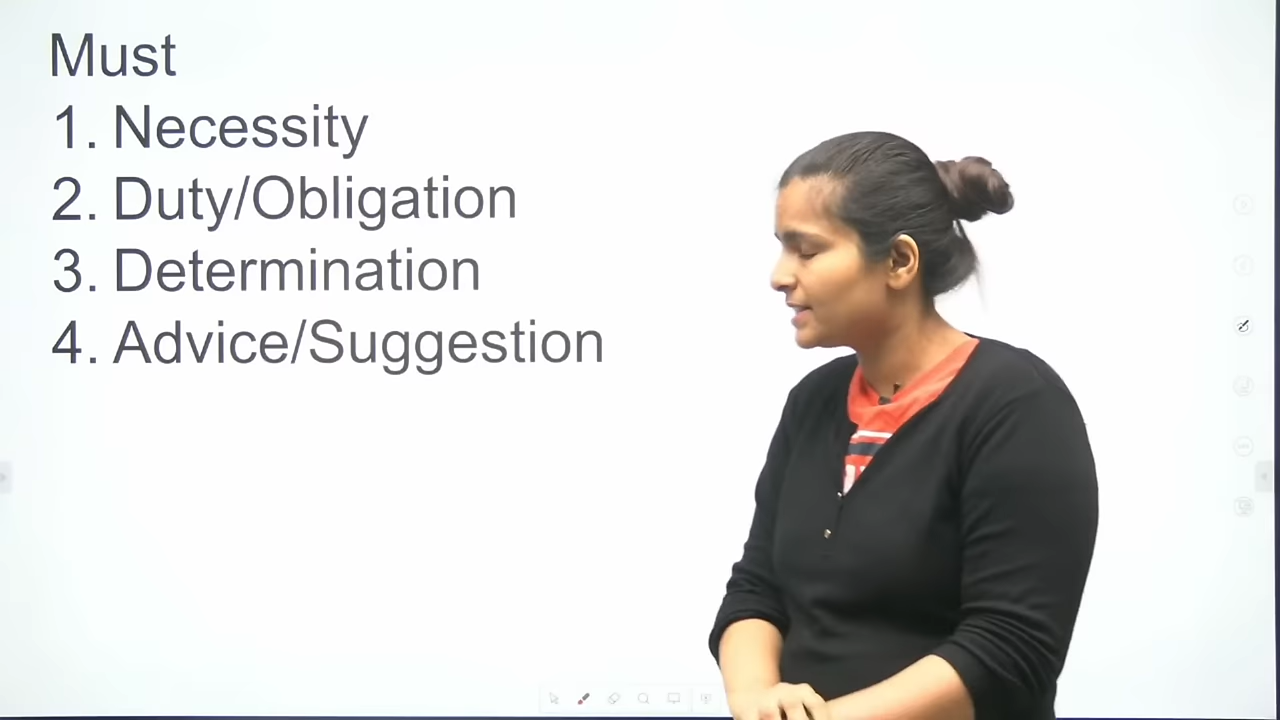 Must
1. Necessity
2. Duty/Obligation
3. Determination
4. Advice/Suggestion